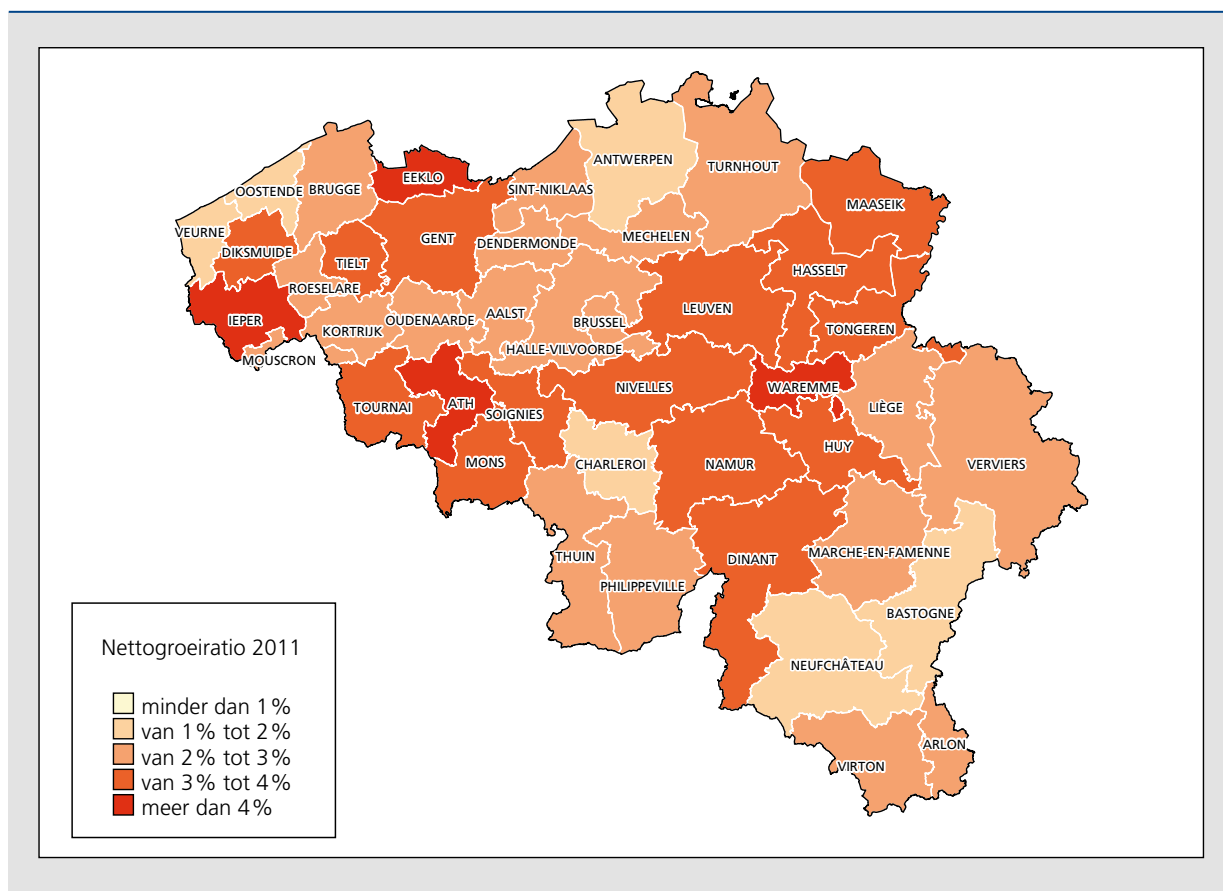 ANTWERPEN
TURNHOUT
EEKLO
OOSTENDE
BRUGGE
SINT-NIKLAAS
MAASEIK
VEURNE
GENT
DENDERMONDE
MECHELEN
DIKSMUIDE
TIELT
HASSELT
ROESELARE
LEUVEN
IEPER
KORTRIJK
OUDENAARDE
AALST
BRUSSEL
TONGEREN
MOUSCRON
HALLE-VILVOORDE
NIVELLES
WAREMME
TOURNAI
ATH
SOIGNIES
LIÈGE
MONS
CHARLEROI
NAMUR
HUY
VERVIERS
THUIN
DINANT
MARCHE-EN-FAMENNE
PHILIPPEVILLE
BASTOGNE
NEUFCHÂTEAU
ARLON
VIRTON
Nettogroeiratio 2011
minder dan 1%
van 1% tot 2%
van 2% tot 3%
van 3% tot 4%
meer dan 4%